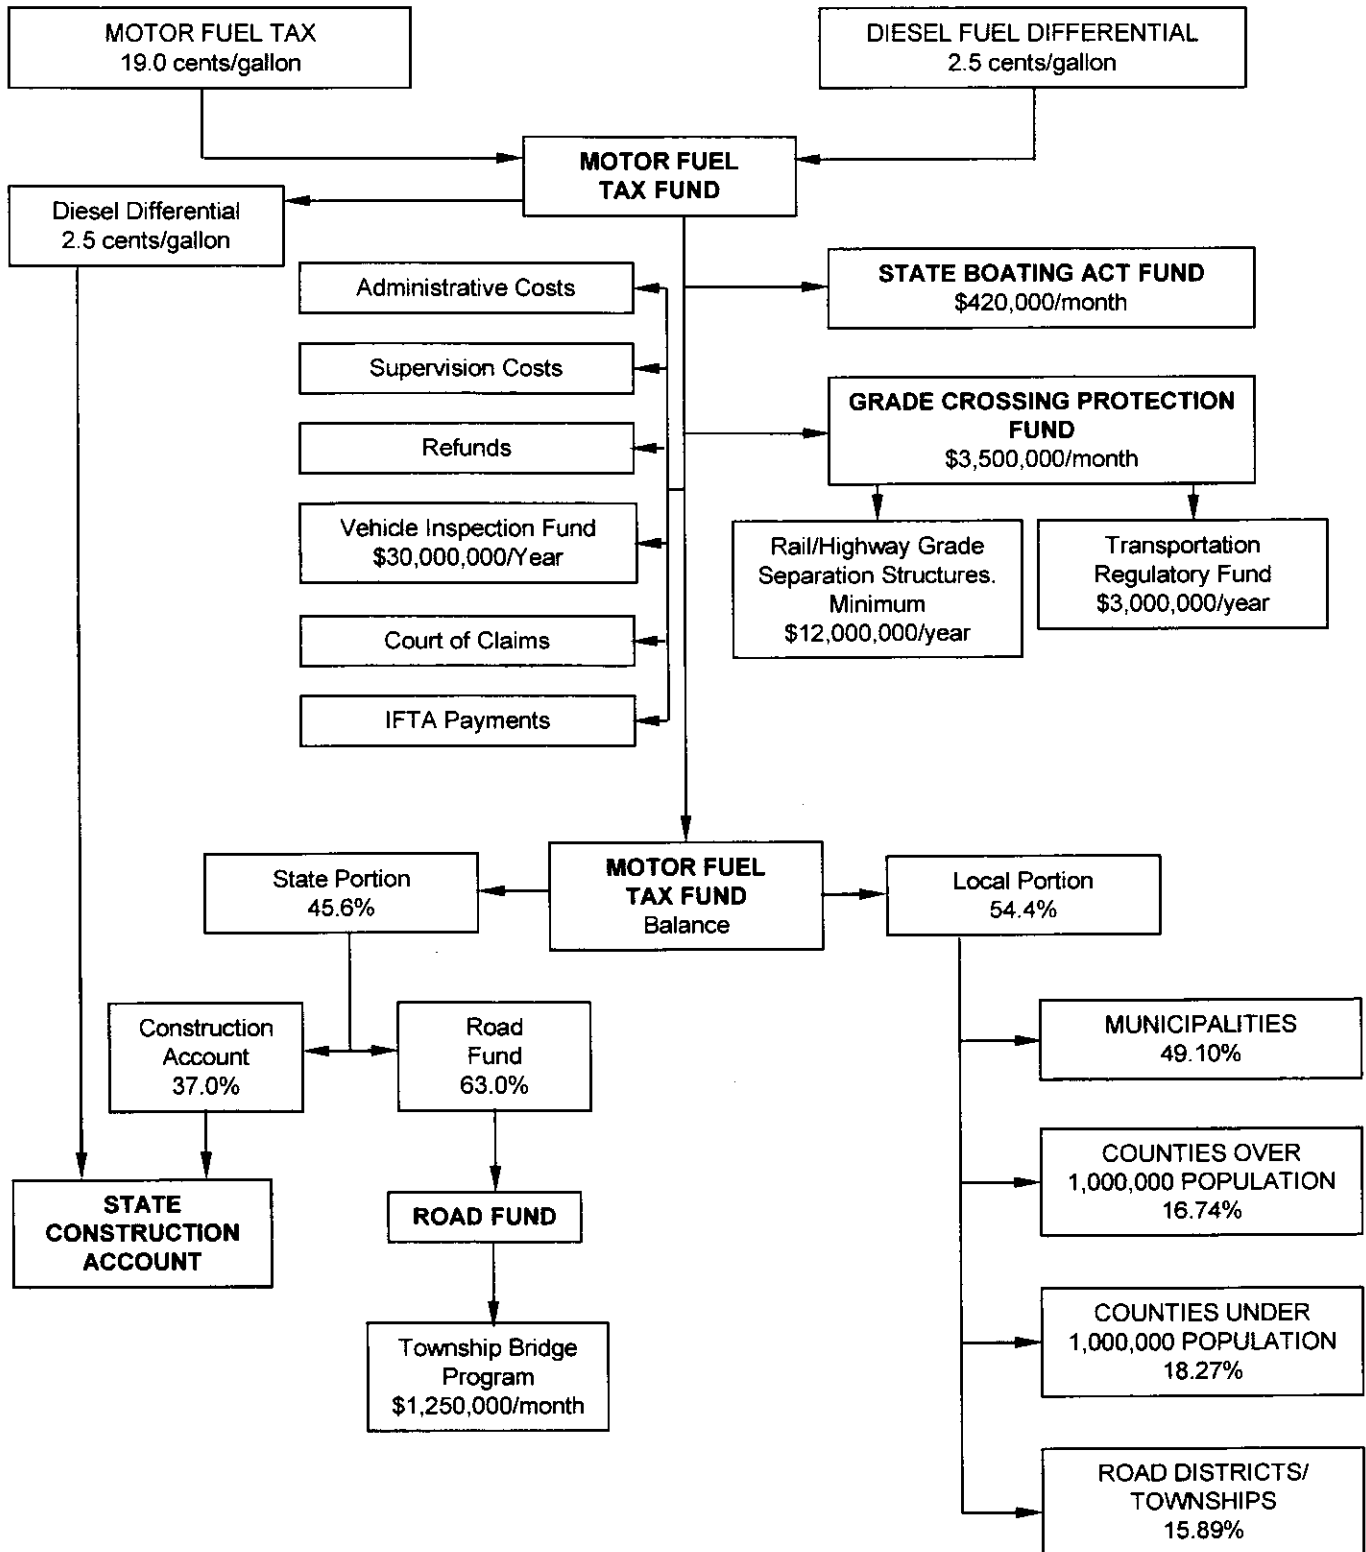 MOTOR FUEL TAX
19.0 cents/gallon
DIESEL FUEL DIFFERENTIAL
2.5 cents/gallon
MOTOR FUEL
TAX FUND
Diesel Differential
2.5 cents/gallon
Administrative Costs
STATE BOATING ACT FUND
$420,000/month
Supervision Costs
GRADE CROSSING PROTECTION
FUND
$3,500,000/month
Refunds
Vehicle Inspection Fund
$30,000,000/Year
Rail/Highway Grade
Separation Structures.
Minimum
$12,000,000/year
Transportation
Regulatory Fund
$3,000,000/year
Court of Claims
IFTA Payments
State Portion
45.6%
MOTOR FUEL
TAX FUND
Balance
Local Portion
54.4%
Construction
Account
37.0%
Road
Fund
63.0%
MUNICIPALITIES
49.10%
COUNTIES OVER
1,000,000 POPULATION
16.74%
STATE
CONSTRUCTION
ACCOUNT
ROAD FUND
COUNTIES UNDER
1,000,000 POPULATION
18.27%
Township Bridge
Program
$1,250,000/month
ROAD DISTRICTS/
TOWNSHIPS
15.89%